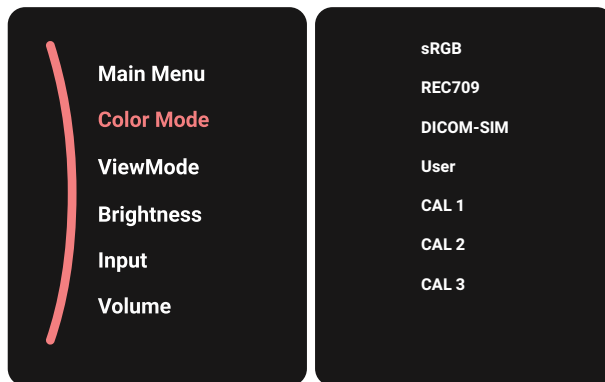 Main Menu
Color Mode
ViewMode
Brightness
Input
Volume
sRGB
REC709
DICOM-SIM
User
CAL 1
CAL 2
CAL 3